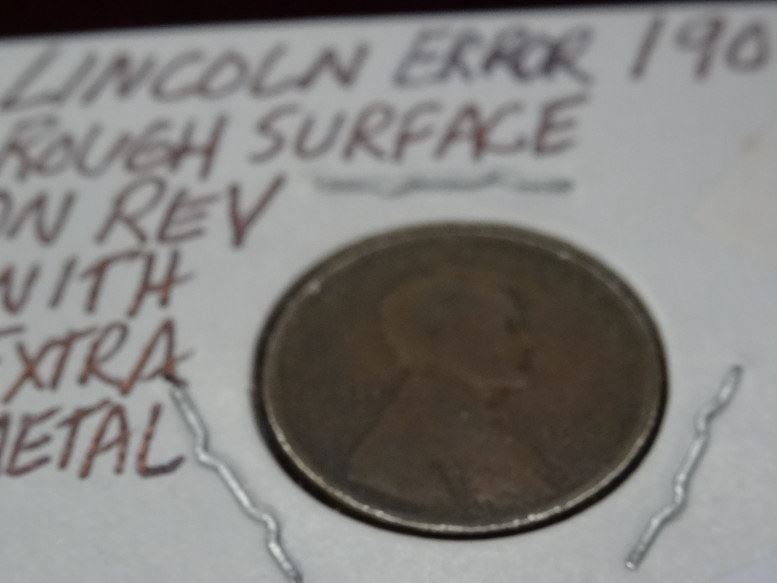 LINCOLN ERROR 190
ROUGH SURFACE
ON REV
WITH
EXTRA
METAL